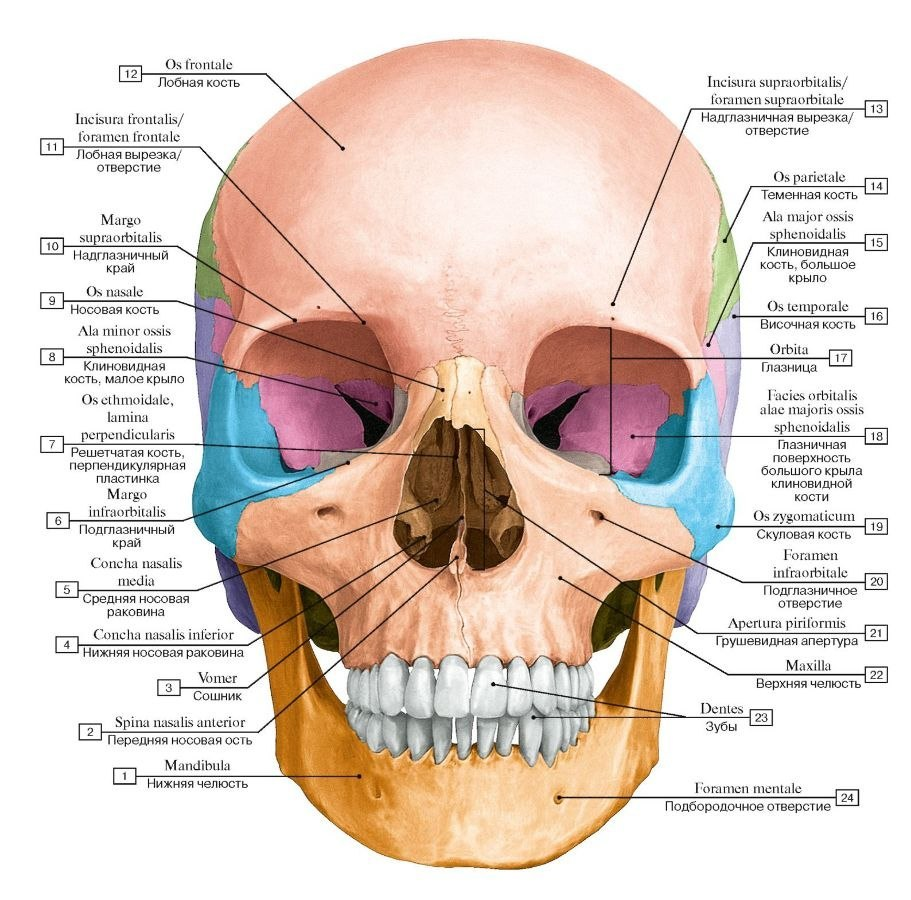 12
Os frontale
Лобная кость
Incisura frontalis/
foramen frontale
11
Лобная вырезка/
отверстие
Margo
supraorbitalis
10
Надглазничный
край
Os nasale
9
Носовая кость
Ala minor ossis
sphenoidalis
8
Клиновидная
кость, малое крыло
Os ethmoidale,
lamina
perpendicularis
7
Решетчатая кость,
перпендикулярная
пластинка
Margo
infraorbitalis
6
Подглазничный
край
Concha nasalis
media
5
Средняя носовая
раковина
Concha nasalis inferior
4
Нижняя носовая раковина
Vomer
3
Сошник
Spina nasalis anterior
2
Передняя носовая ость
Mandibula
1
Нижняя челюсть
Incisura supraorbitalis/
foramen supraorbitale
13
Надглазничная вырезка/
отверстие
Os parietale
14
Теменная кость
Ala major ossis
sphenoidalis
15
Клиновидная
кость, большое
крыло
Os temporale
16
Височная кость
Orbita
17
Глазница
Facies orbitalis
alae majoris ossis
sphenoidalis
18
Глазничная
поверхность
большого крыла
клиновидной
кости
Os zygomaticum
19
Скуловая кость
Foramen
infraorbitale
20
Подглазничное
отверстие
Apertura piriformis
21
Грушевидная апертура
Maxilla
22
Верхняя челюсть
Dentes
23
Зубы
Foramen mentale
24
Подбородочное отверстие